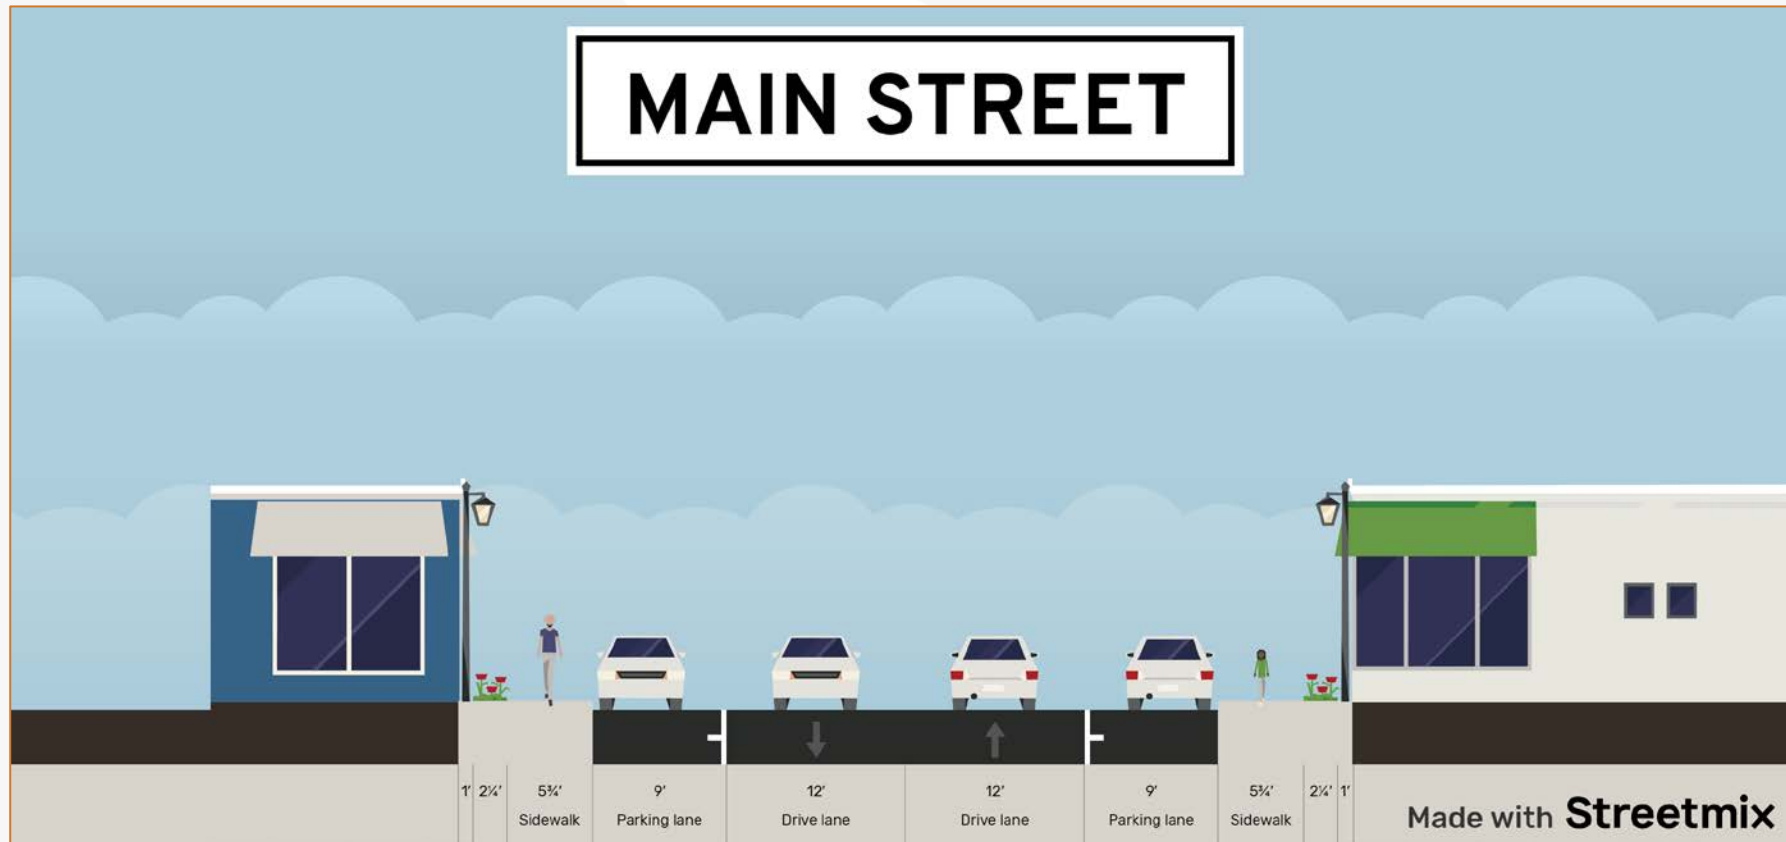 MAIN STREET
1' 2¼' 5¾' 9' 12' 12' 9' 5¾' 2¼' 1'
Sidewalk Parking lane Drive lane Drive lane Parking lane Sidewalk
Made with Streetmix